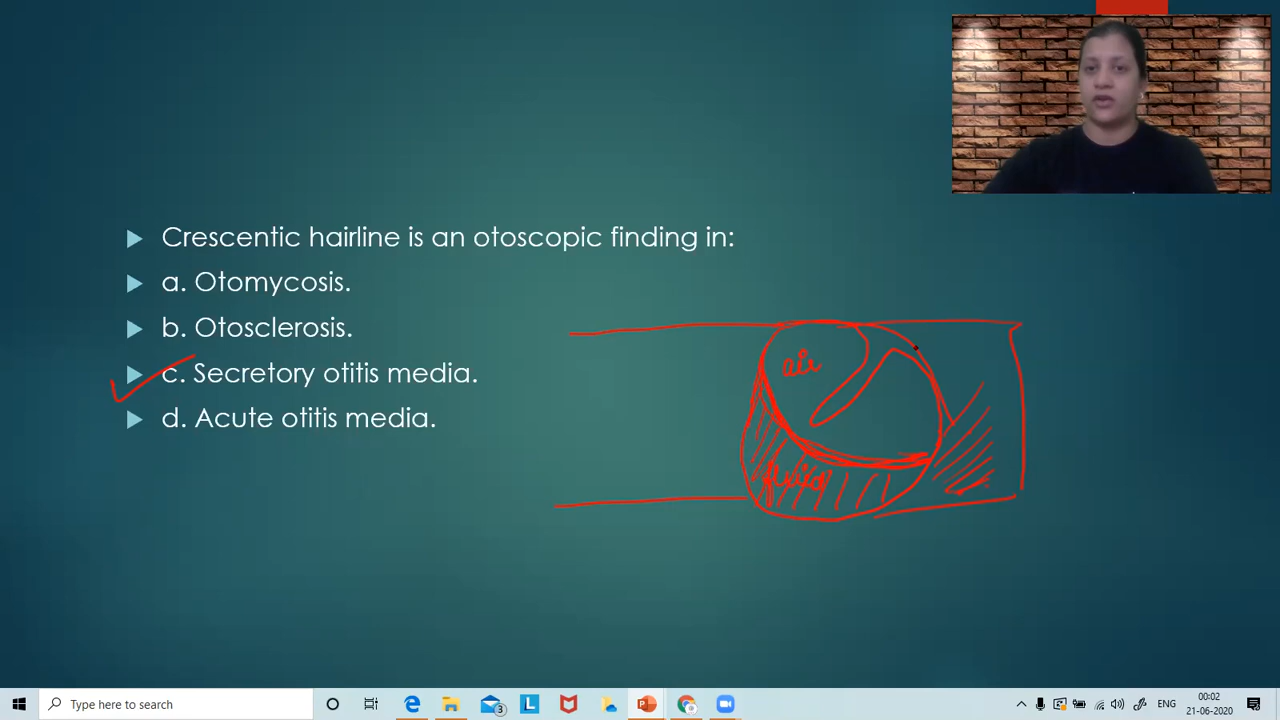 Crescentic hairline is an otoscopic finding in:
a. Otomycosis.
b. Otosclerosis.
c. Secretory otitis media.
d. Acute otitis media.
air
fluid
Type here to search
L
3
ENG
00:02
21-06-2020